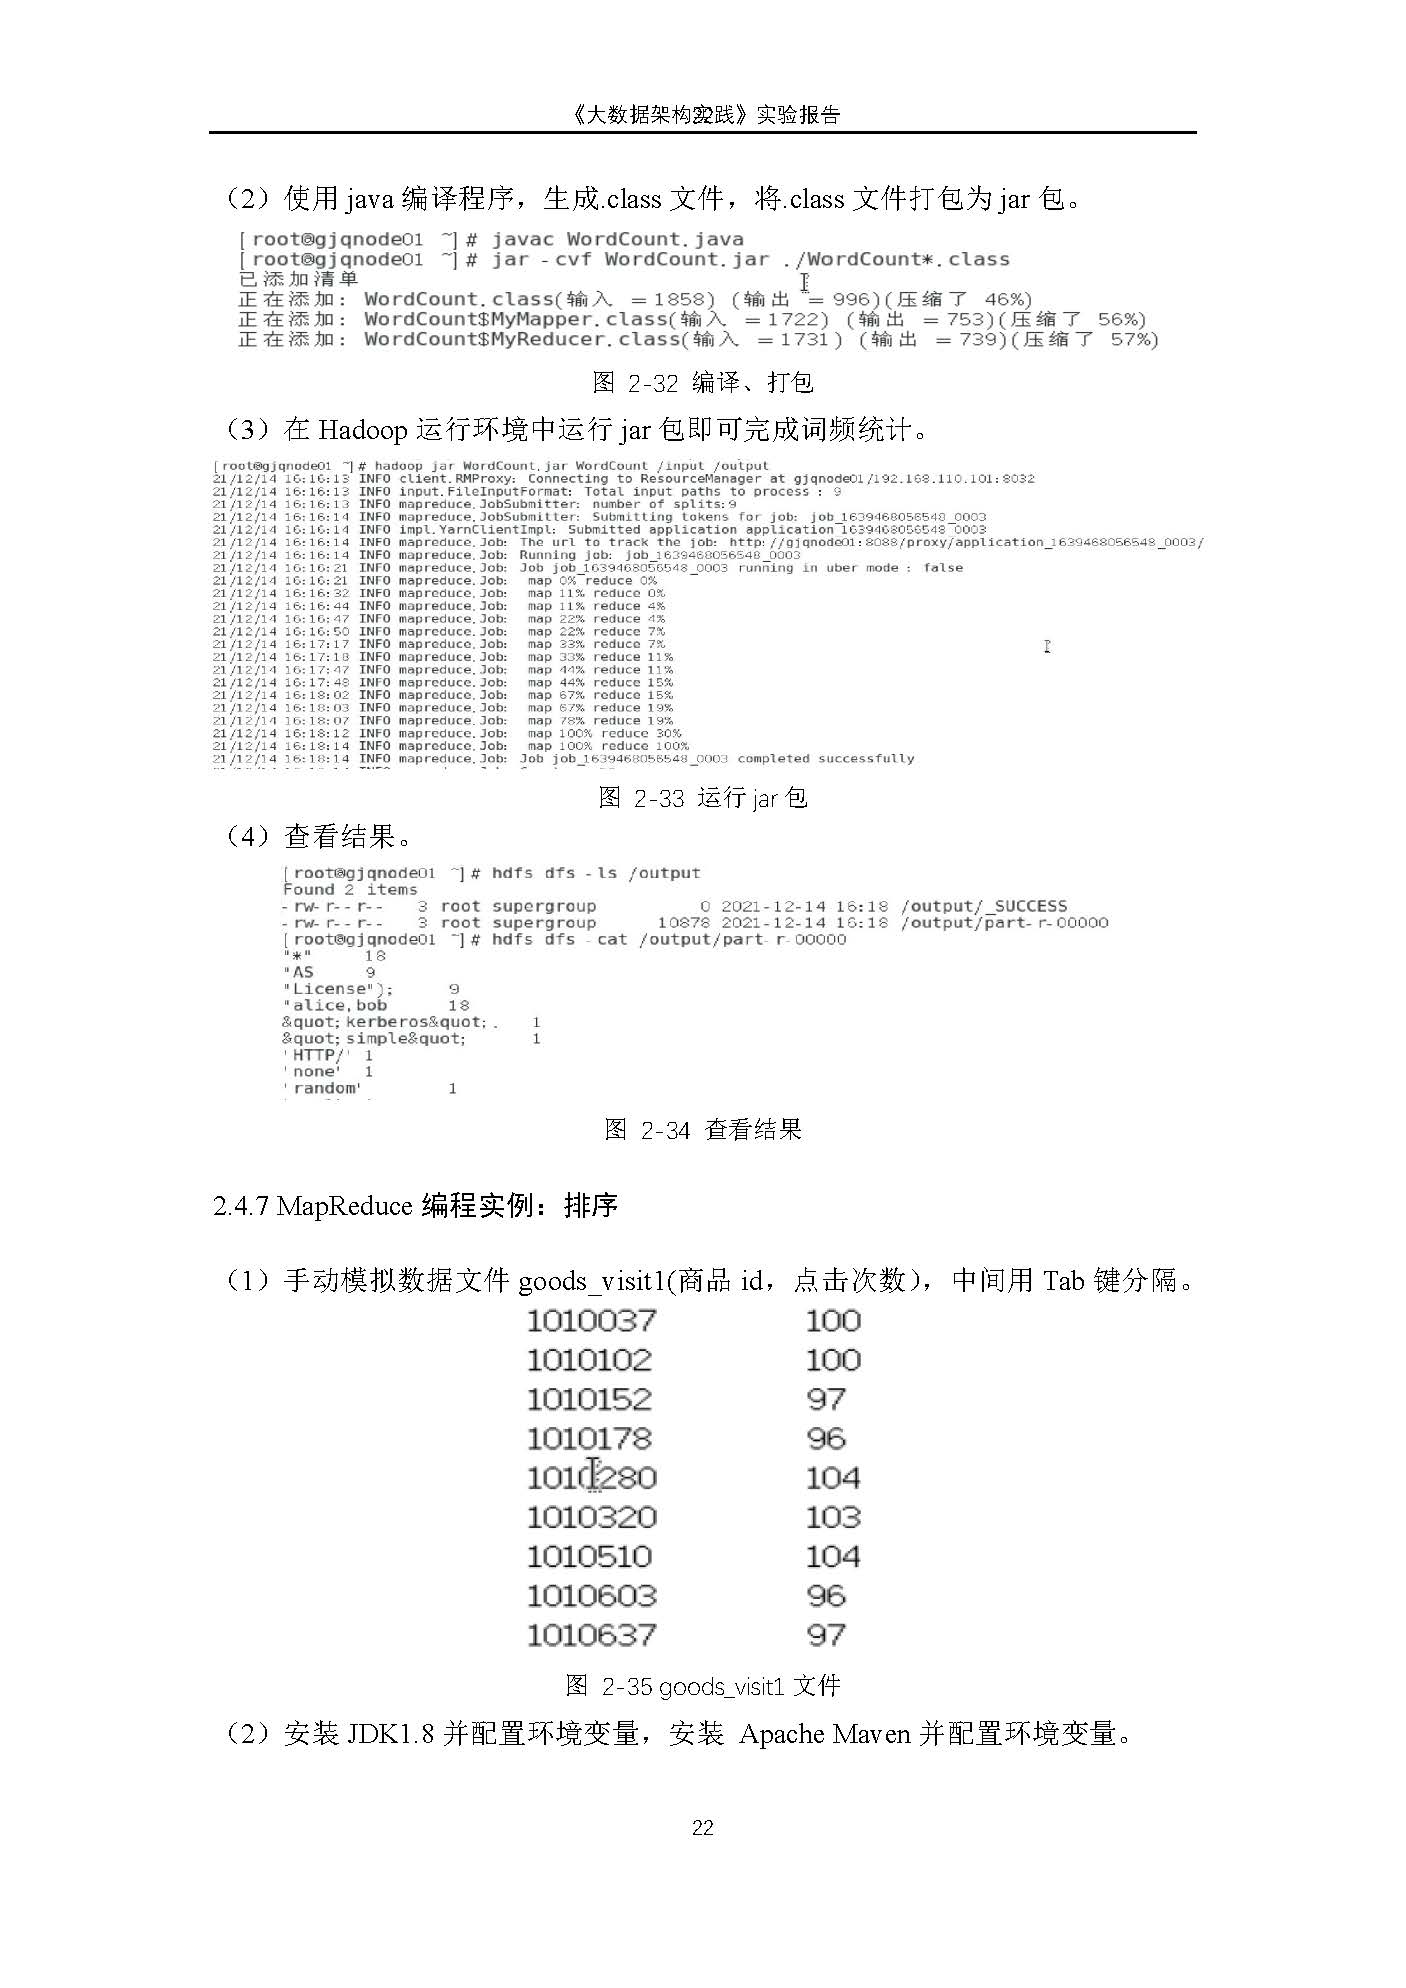 《大数据架构实践》实验报告
（2）使用 java 编译程序，生成.class 文件，将.class 文件打包为 jar 包。
[root@gjqnode01 ~]# javac WordCount.java
[root@gjqnode01 ~]# jar -cvf WordCount.jar ./WordCount*.class
已添加清单
正在添加: WordCount.class(输入 = 1858) (输出 = 996)(压缩了 46%)
正在添加: WordCount$MyMapper.class(输入 = 1722) (输出 = 753)(压缩了 56%)
正在添加: WordCount$MyReducer.class(输入 = 1731) (输出 = 739)(压缩了 57%)
图 2-32 编译、打包
（3）在 Hadoop 运行环境中运行 jar 包即可完成词频统计。
[root@gjqnode01 ~]# hadoop jar WordCount.jar WordCount /input /output
21/12/14 16:16:13 INFO client.RMProxy: Connecting to ResourceManager at gjqnode01/192.168.110.101:8032
21/12/14 16:16:13 INFO input.FileInputFormat: Total input paths to process : 9
21/12/14 16:16:13 INFO mapreduce.JobSubmitter: number of splits:9
21/12/14 16:16:14 INFO mapreduce.JobSubmitter: Submitting tokens for job: job_1639468056548_0003
21/12/14 16:16:14 INFO impl.YarnClientImpl: Submitted application application_1639468056548_0003
21/12/14 16:16:14 INFO mapreduce.Job: The url to track the job: http://gjqnode01:8088/proxy/application_1639468056548_0003/
21/12/14 16:16:14 INFO mapreduce.Job: Running job: job_1639468056548_0003
21/12/14 16:16:21 INFO mapreduce.Job: Job job_1639468056548_0003 running in uber mode : false
21/12/14 16:16:21 INFO mapreduce.Job: map 0% reduce 0%
21/12/14 16:16:32 INFO mapreduce.Job: map 11% reduce 0%
21/12/14 16:16:44 INFO mapreduce.Job: map 11% reduce 4%
21/12/14 16:16:47 INFO mapreduce.Job: map 22% reduce 4%
21/12/14 16:16:50 INFO mapreduce.Job: map 22% reduce 7%
21/12/14 16:17:17 INFO mapreduce.Job: map 33% reduce 7%
21/12/14 16:17:18 INFO mapreduce.Job: map 33% reduce 11%
21/12/14 16:17:47 INFO mapreduce.Job: map 44% reduce 11%
21/12/14 16:17:48 INFO mapreduce.Job: map 44% reduce 15%
21/12/14 16:18:02 INFO mapreduce.Job: map 67% reduce 15%
21/12/14 16:18:03 INFO mapreduce.Job: map 67% reduce 19%
21/12/14 16:18:07 INFO mapreduce.Job: map 78% reduce 19%
21/12/14 16:18:12 INFO mapreduce.Job: map 100% reduce 30%
21/12/14 16:18:14 INFO mapreduce.Job: map 100% reduce 100%
21/12/14 16:18:14 INFO mapreduce.Job: Job job_1639468056548_0003 completed successfully
图 2-33 运行 jar 包
（4）查看结果。
[root@gjqnode01 ~]# hdfs dfs -ls /output
Found 2 items
-rw-r--r-- 3 root supergroup 0 2021-12-14 16:18 /output/_SUCCESS
-rw-r--r-- 3 root supergroup 10878 2021-12-14 16:18 /output/part-r-00000
[root@gjqnode01 ~]# hdfs dfs -cat /output/part-r-00000
"*" 18
"AS 9
"License"); 9
"alice,bob 18
&quot;kerberos&quot;. 1
&quot;simple&quot; 1
'HTTP/' 1
'none' 1
'random' 1
图 2-34 查看结果
2.4.7 MapReduce 编程实例：排序
（1）手动模拟数据文件 goods_visit1(商品 id，点击次数)，中间用 Tab 键分隔。
1010037 100
1010102 100
1010152 97
1010178 96
1010280 104
1010320 103
1010510 104
1010603 96
1010637 97
图 2-35 goods_visit1 文件
（2）安装 JDK1.8 并配置环境变量，安装 Apache Maven 并配置环境变量。
22